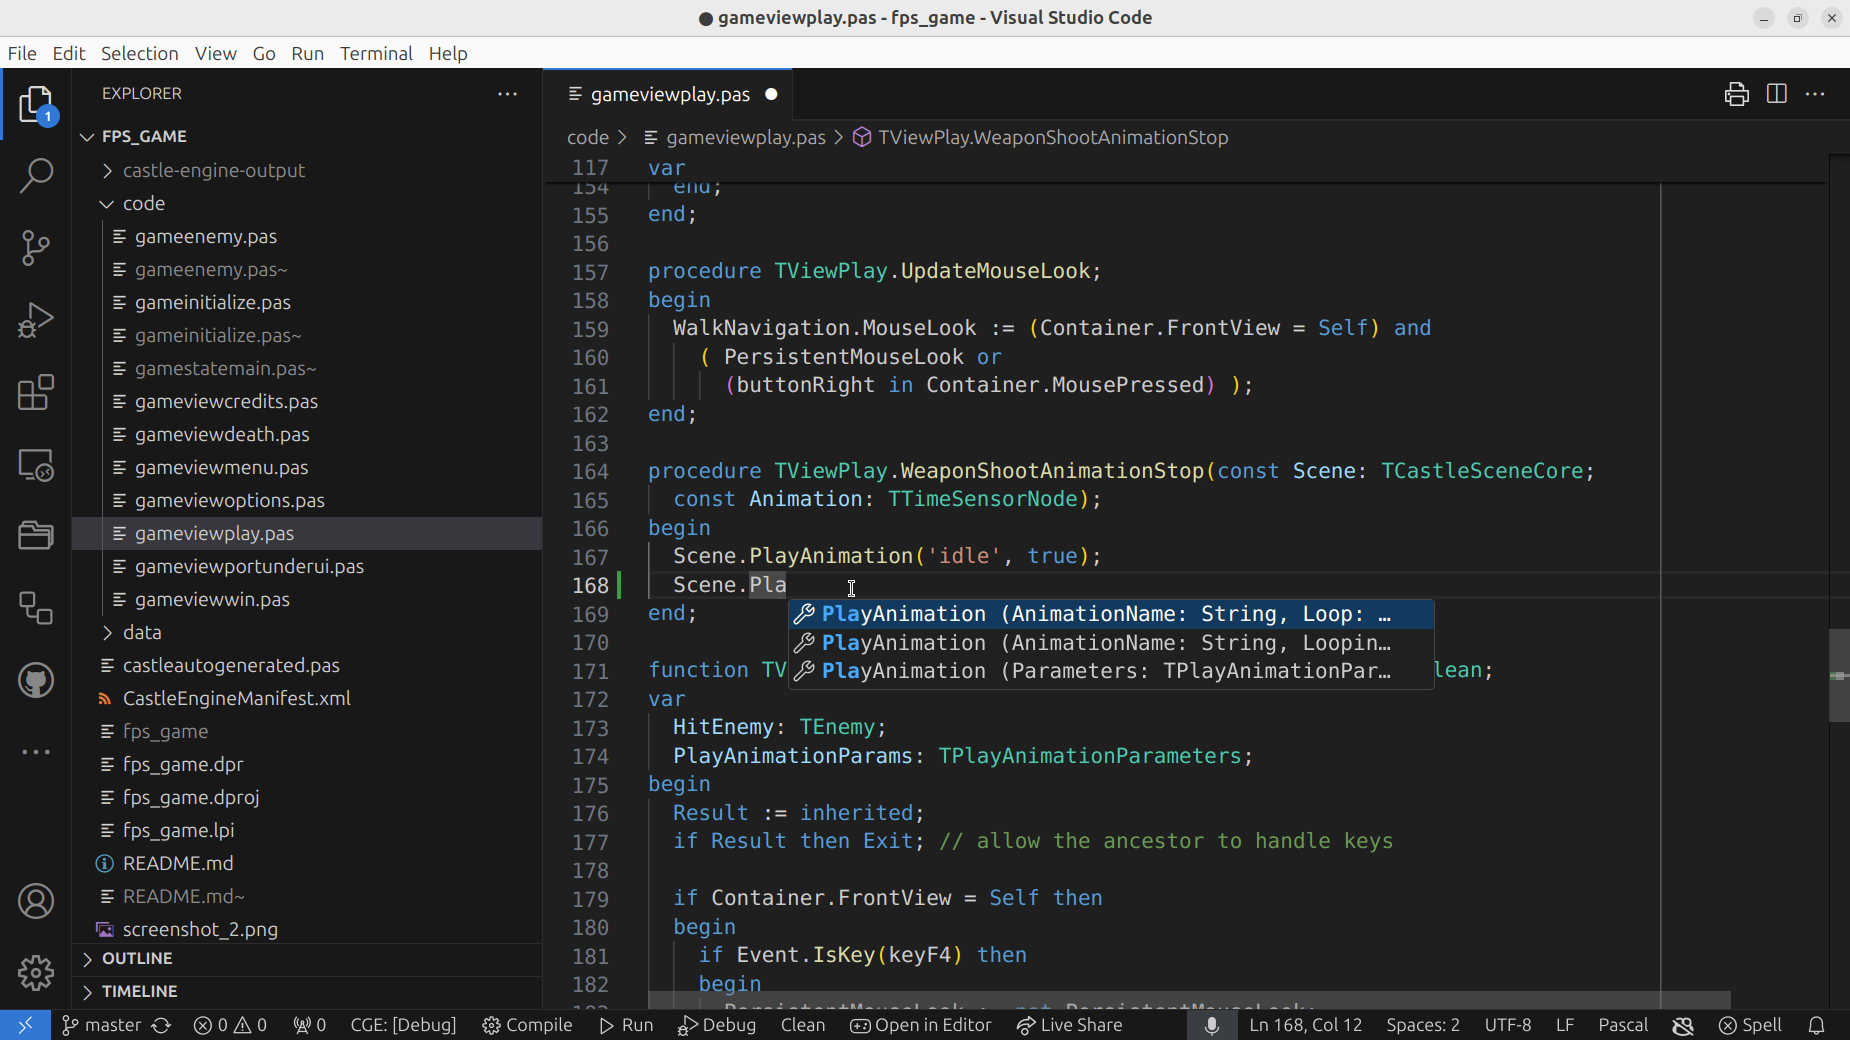 gameviewplay.pas - fps_game - Visual Studio Code
File Edit Selection View Go Run Terminal Help
EXPLORER
1
FPS_GAME
castle-engine-output
code
gameenemy.pas
gameenemy.pas~
gameinitialize.pas
gameinitialize.pas~
gamestatemain.pas~
gameviewcredits.pas
gameviewdeath.pas
gameviewmenu.pas
gameviewoptions.pas
gameviewplay.pas
gameviewportunderui.pas
gameviewwin.pas
data
castleautogenerated.pas
CastleEngineManifest.xml
fps_game
fps_game.dpr
fps_game.dproj
fps_game.lpi
README.md
README.md~
screenshot_2.png
OUTLINE
TIMELINE
gameviewplay.pas
code > gameviewplay.pas > TViewPlay.WeaponShootAnimationStop
117 var
154 end;
155 end;
156
157 procedure TViewPlay.UpdateMouseLook;
158 begin
159 WalkNavigation.MouseLook := (Container.FrontView = Self) and
160 ( PersistentMouseLook or
161 (buttonRight in Container.MousePressed) );
162 end;
163
164 procedure TViewPlay.WeaponShootAnimationStop(const Scene: TCastleSceneCore;
165 const Animation: TTimeSensorNode);
166 begin
167 Scene.PlayAnimation('idle', true);
168 Scene.Pla
169 end;
PlayAnimation (AnimationName: String, Loop: …
170
PlayAnimation (AnimationName: String, Loopin…
171 function TV
PlayAnimation (Parameters: TPlayAnimationPar…
lean;
172 var
173 HitEnemy: TEnemy;
174 PlayAnimationParams: TPlayAnimationParameters;
175 begin
176 Result := inherited;
177 if Result then Exit; // allow the ancestor to handle keys
178
179 if Container.FrontView = Self then
180 begin
181 if Event.IsKey(keyF4) then
182 begin
183 PersistentMouseLook := not PersistentMouseLook;
master 0 0 0 CGE: [Debug] Compile Run Debug Clean Open in Editor Live Share Ln 168, Col 12 Spaces: 2 UTF-8 LF Pascal Spell